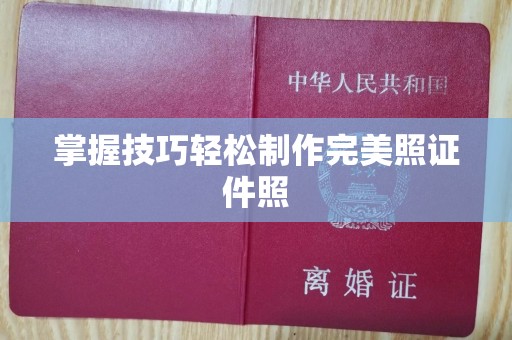 中华人民共和国
掌握技巧轻松制作完美照证
件照
离婚证